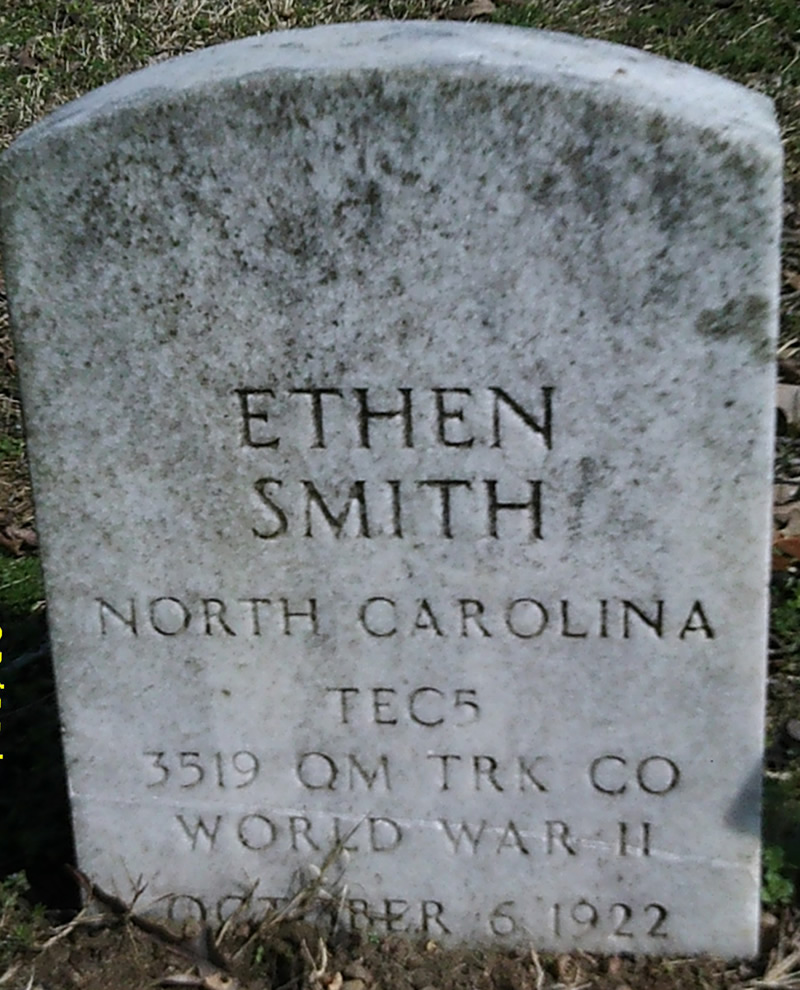 ETHEN
SMITH
NORTH CAROLINA
TEC5
3519 QM TRK CO
WORLD WAR II
OCTOBER 6 1922